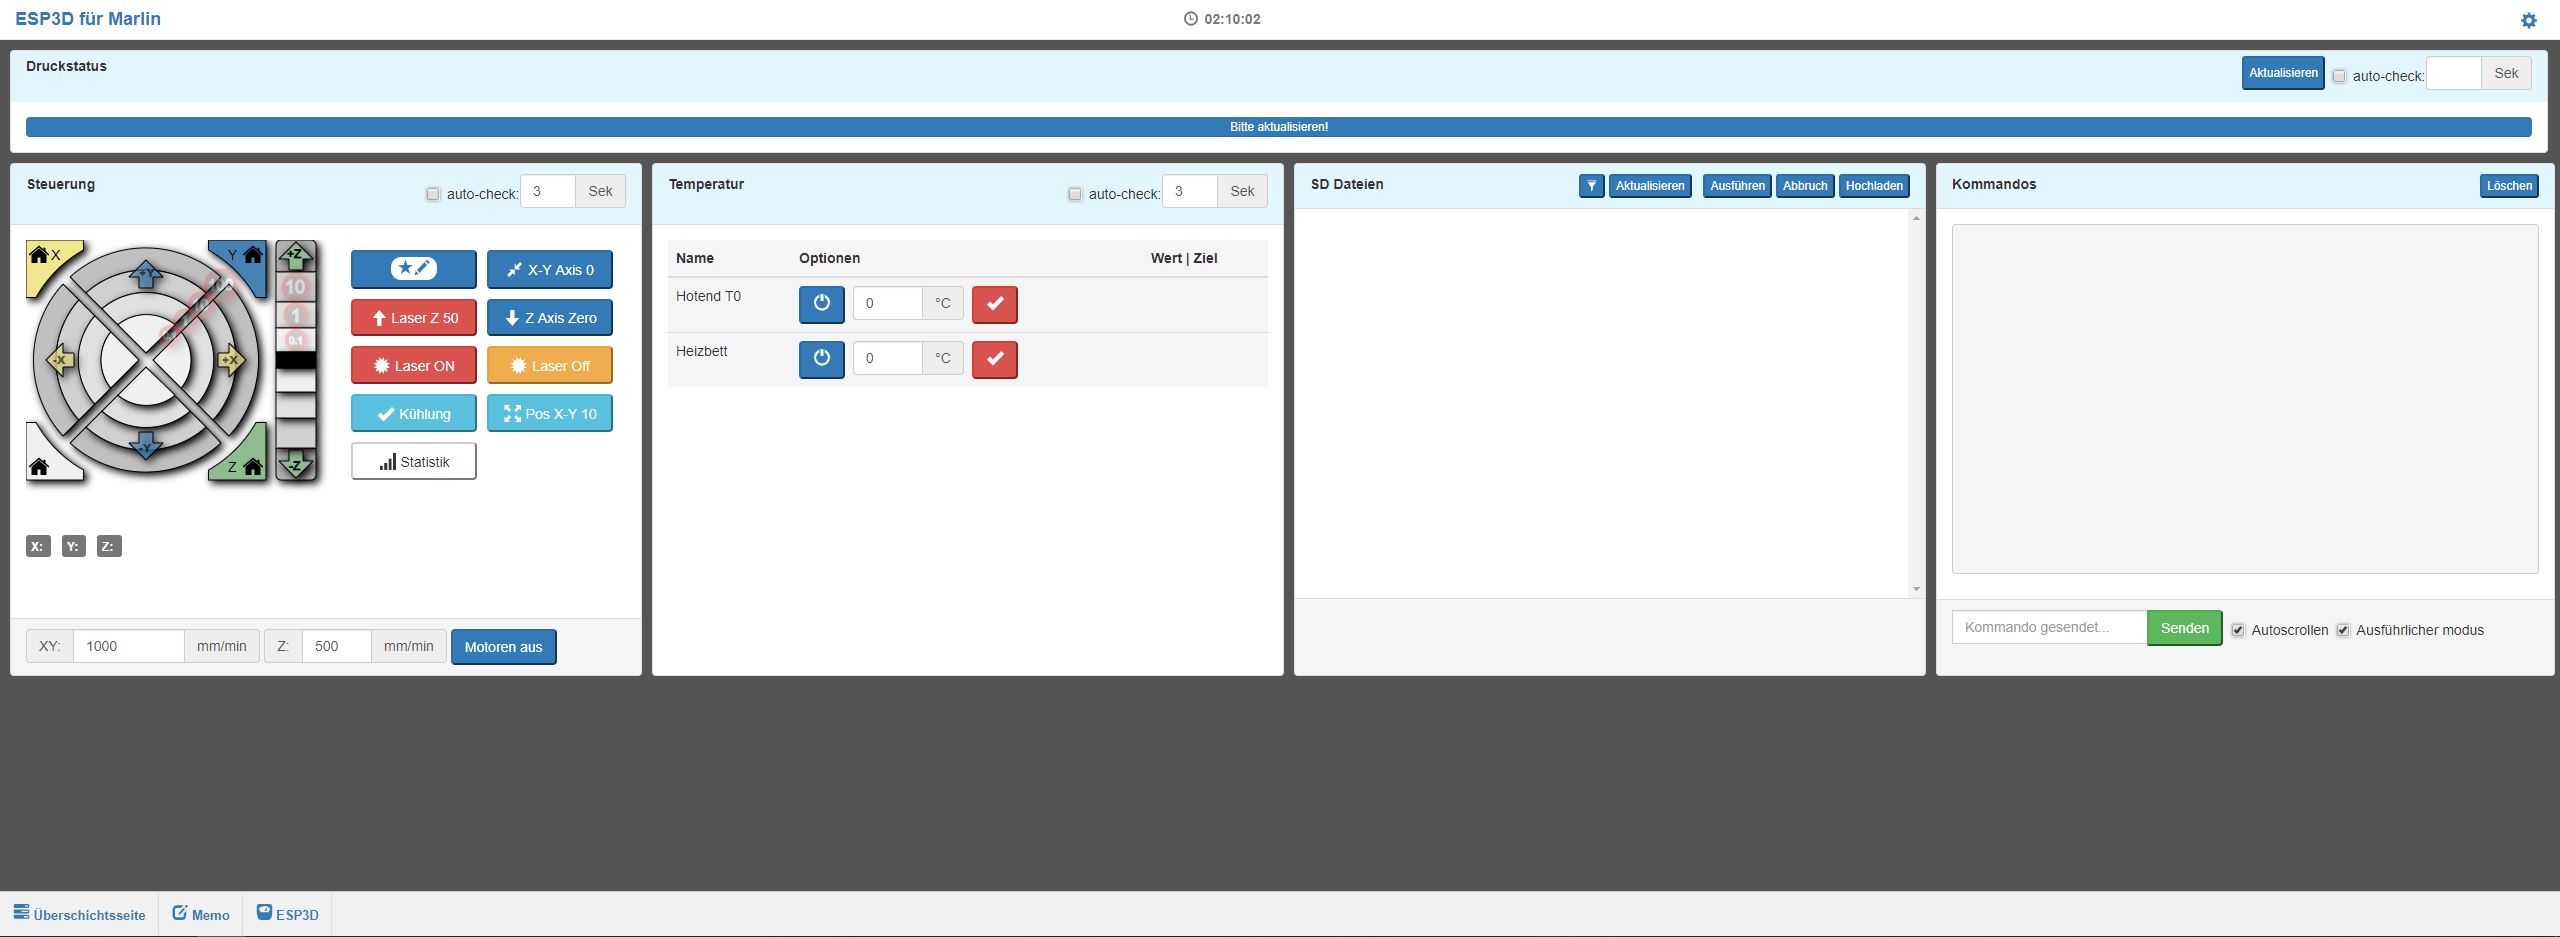 ESP3D für Marlin
02:10:02
Druckstatus
Aktualisieren
auto-check:
Sek
Bitte aktualisieren!
Steuerung
auto-check: 3 Sek
X
Y
+Y
-X
+X
-Y
Z
+Z
10
1
0.1
-Z
X-Y Axis 0
Laser Z 50
Z Axis Zero
Laser ON
Laser Off
Kühlung
Pos X-Y 10
Statistik
X: Y: Z:
XY: 1000 mm/min Z: 500 mm/min Motoren aus
Temperatur
auto-check: 3 Sek
Name Optionen Wert | Ziel
Hotend T0 0 °C
Heizbett 0 °C
SD Dateien
Aktualisieren Ausführen Abbruch Hochladen
Kommandos
Löschen
Kommando gesendet... Senden Autoscrollen Ausführlicher modus
Überschichtsseite Memo ESP3D